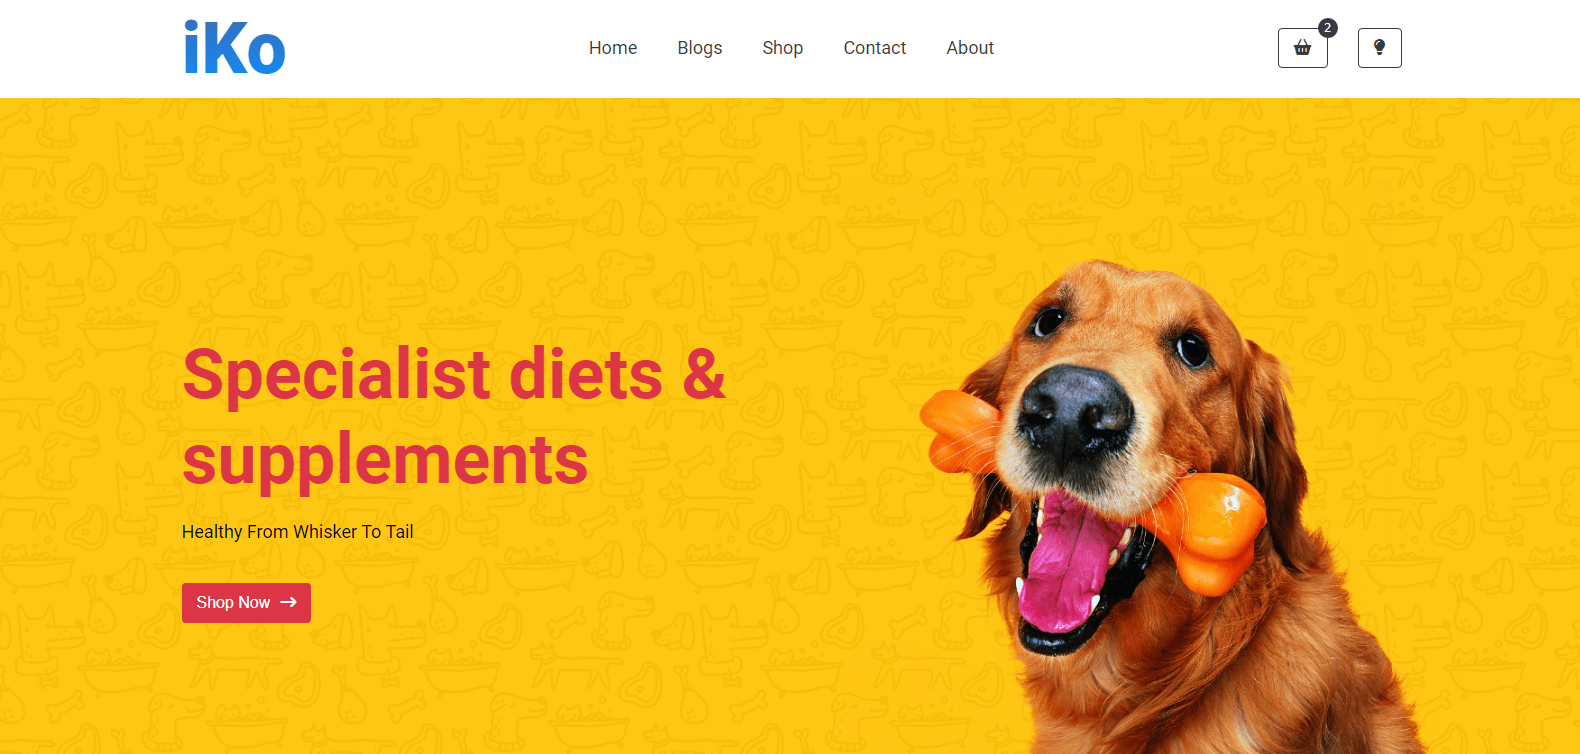 iKo
Home Blogs Shop Contact About
2
Specialist diets &
supplements
Healthy From Whisker To Tail
Shop Now